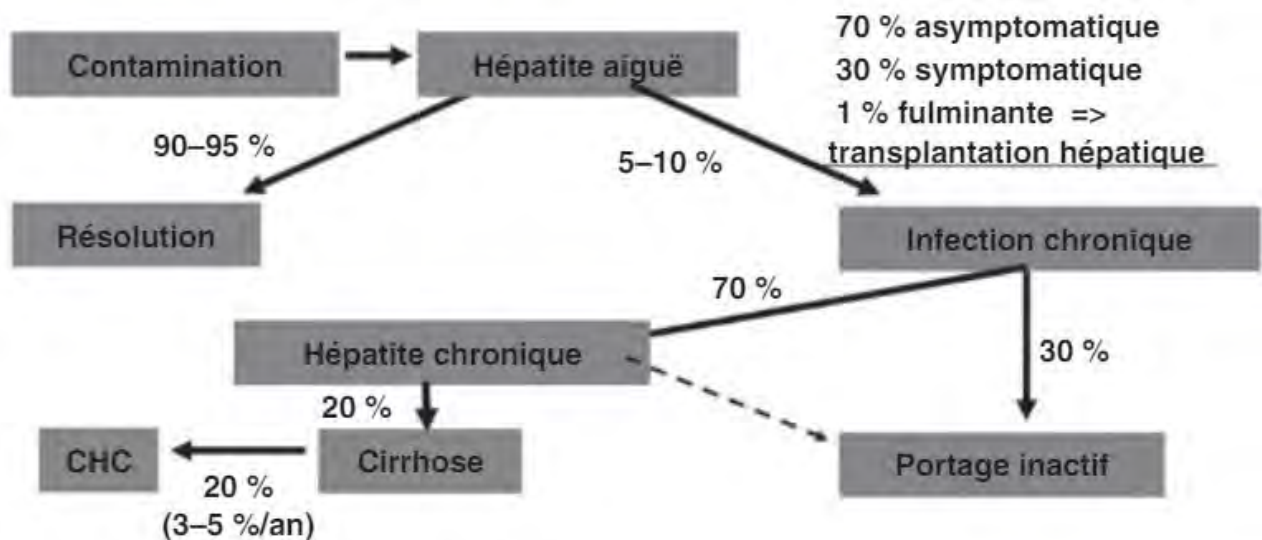 70 % asymptomatique
30 % symptomatique
1 % fulminante =>
transplantation hépatique
Contamination
Hépatite aiguë
90–95 %
5–10 %
Résolution
Infection chronique
70 %
30 %
Hépatite chronique
20 %
CHC
Cirrhose
Portage inactif
20 %
(3–5 %/an)